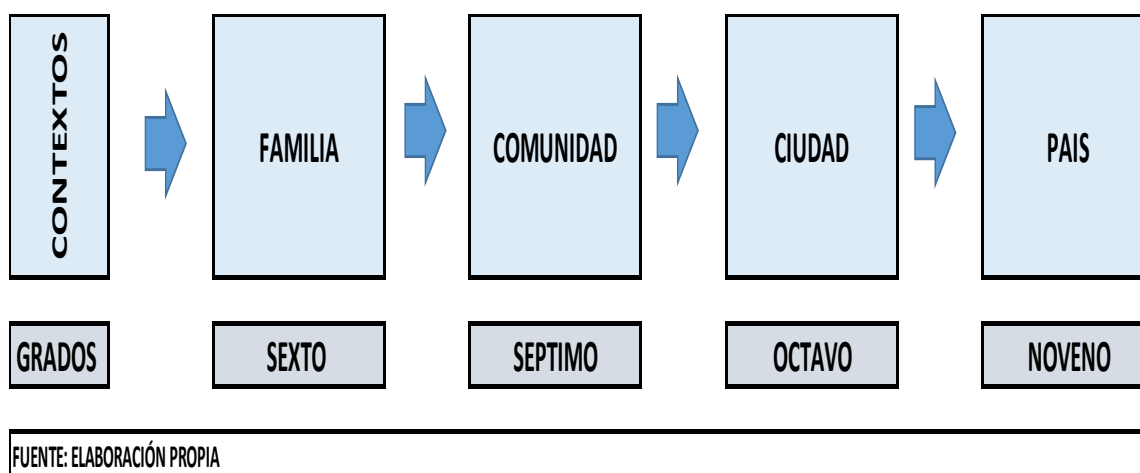 CONTEXTOS
FAMILIA
COMUNIDAD
CIUDAD
PAIS
GRADOS
SEXTO
SEPTIMO
OCTAVO
NOVENO
FUENTE: ELABORACIÓN PROPIA